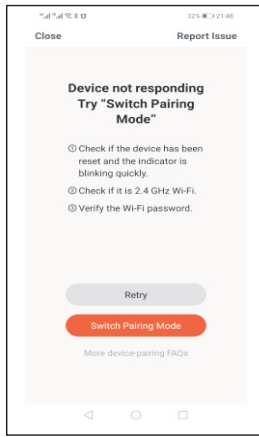 32% 21:48
Close Report Issue
Device not responding
Try “Switch Pairing
Mode”
① Check if the device has been
reset and the indicator is
blinking quickly.
② Check if it is 2.4 GHz Wi-Fi.
③ Verify the Wi-Fi password.
Retry
Switch Pairing Mode
More device-pairing FAQs